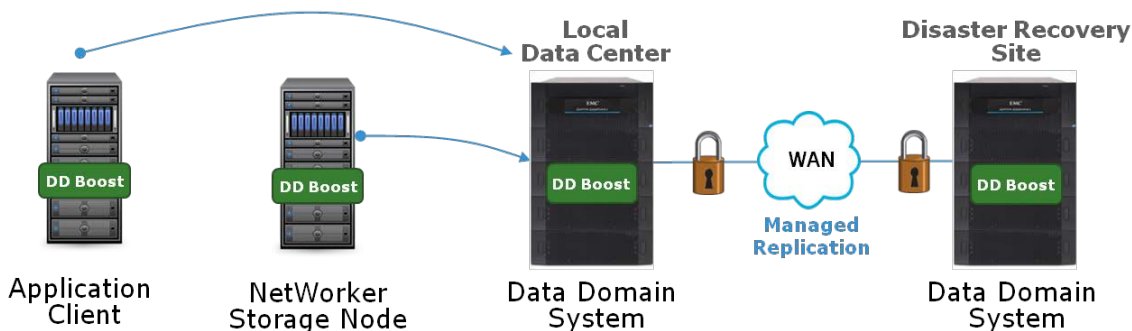 Local
Data Center
Disaster Recovery
Site
EMC²
DD Boost
DD Boost
DD Boost
WAN
DD Boost
Managed
Replication
Application
Client
NetWorker
Storage Node
Data Domain
System
Data Domain
System